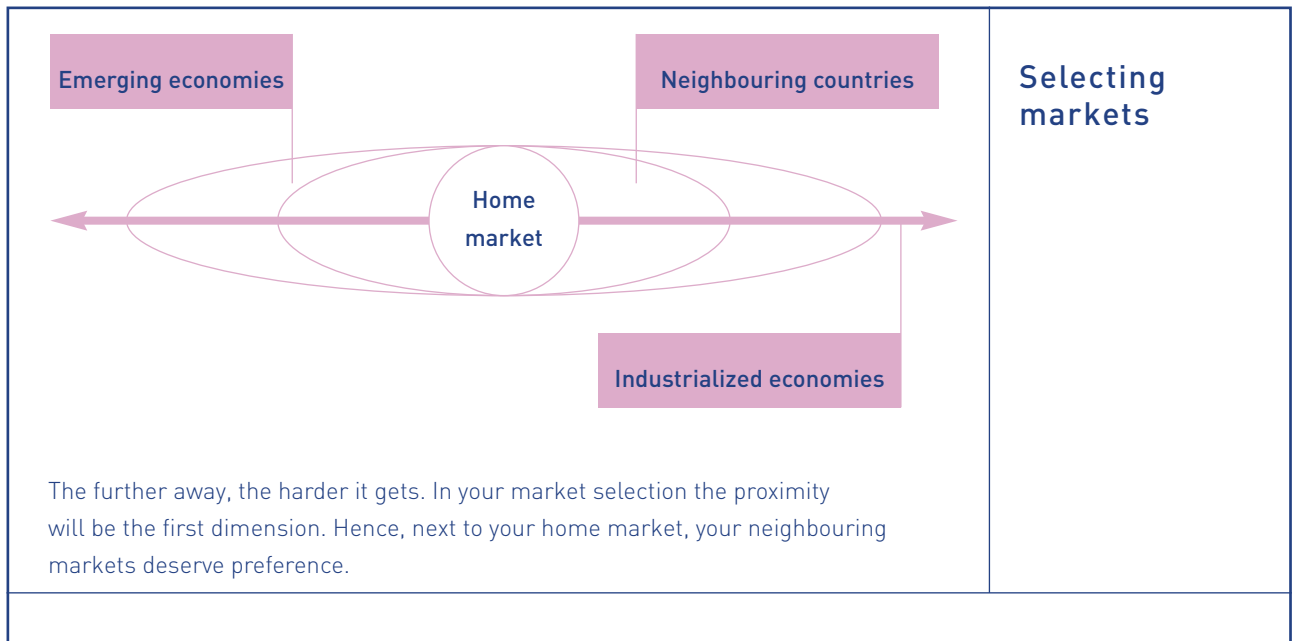 Emerging economies
Neighbouring countries
Selecting
markets
Home
market
Industrialized economies
The further away, the harder it gets. In your market selection the proximity
will be the first dimension. Hence, next to your home market, your neighbouring
markets deserve preference.